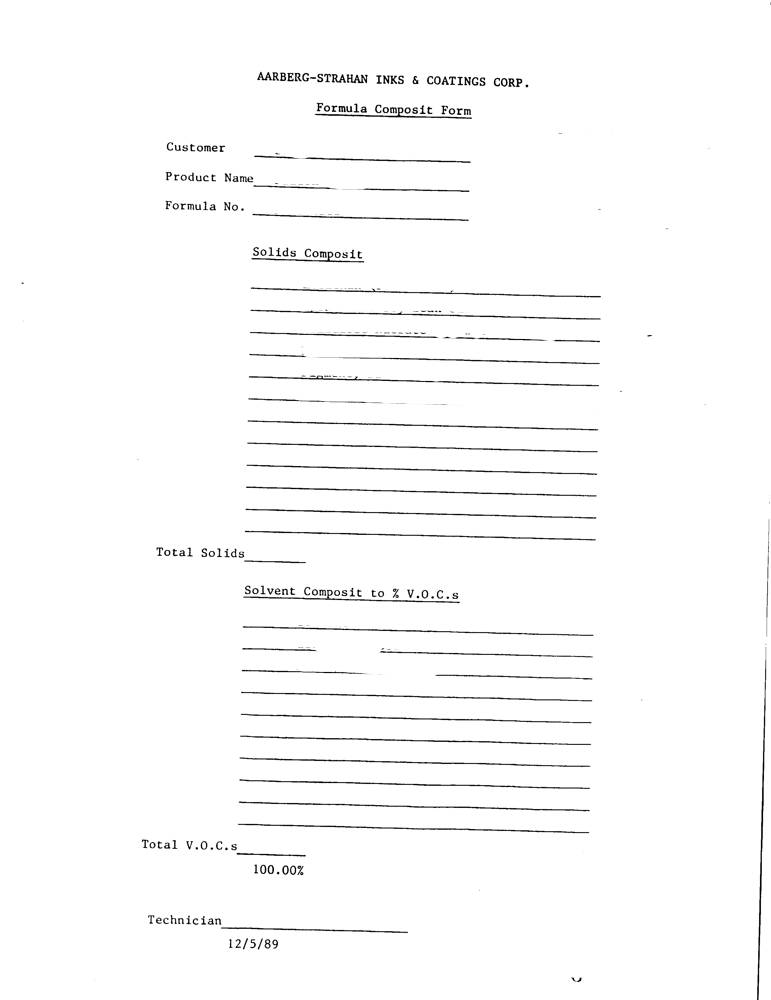 AARBERG-STRAHAN INKS & COATINGS CORP.
Formula Composit Form
Customer
Product Name
Formula No.
Solids Composit
Total Solids
Solvent Composit to % V.O.C.s
Total V.O.C.s
100.00%
Technician
12/5/89